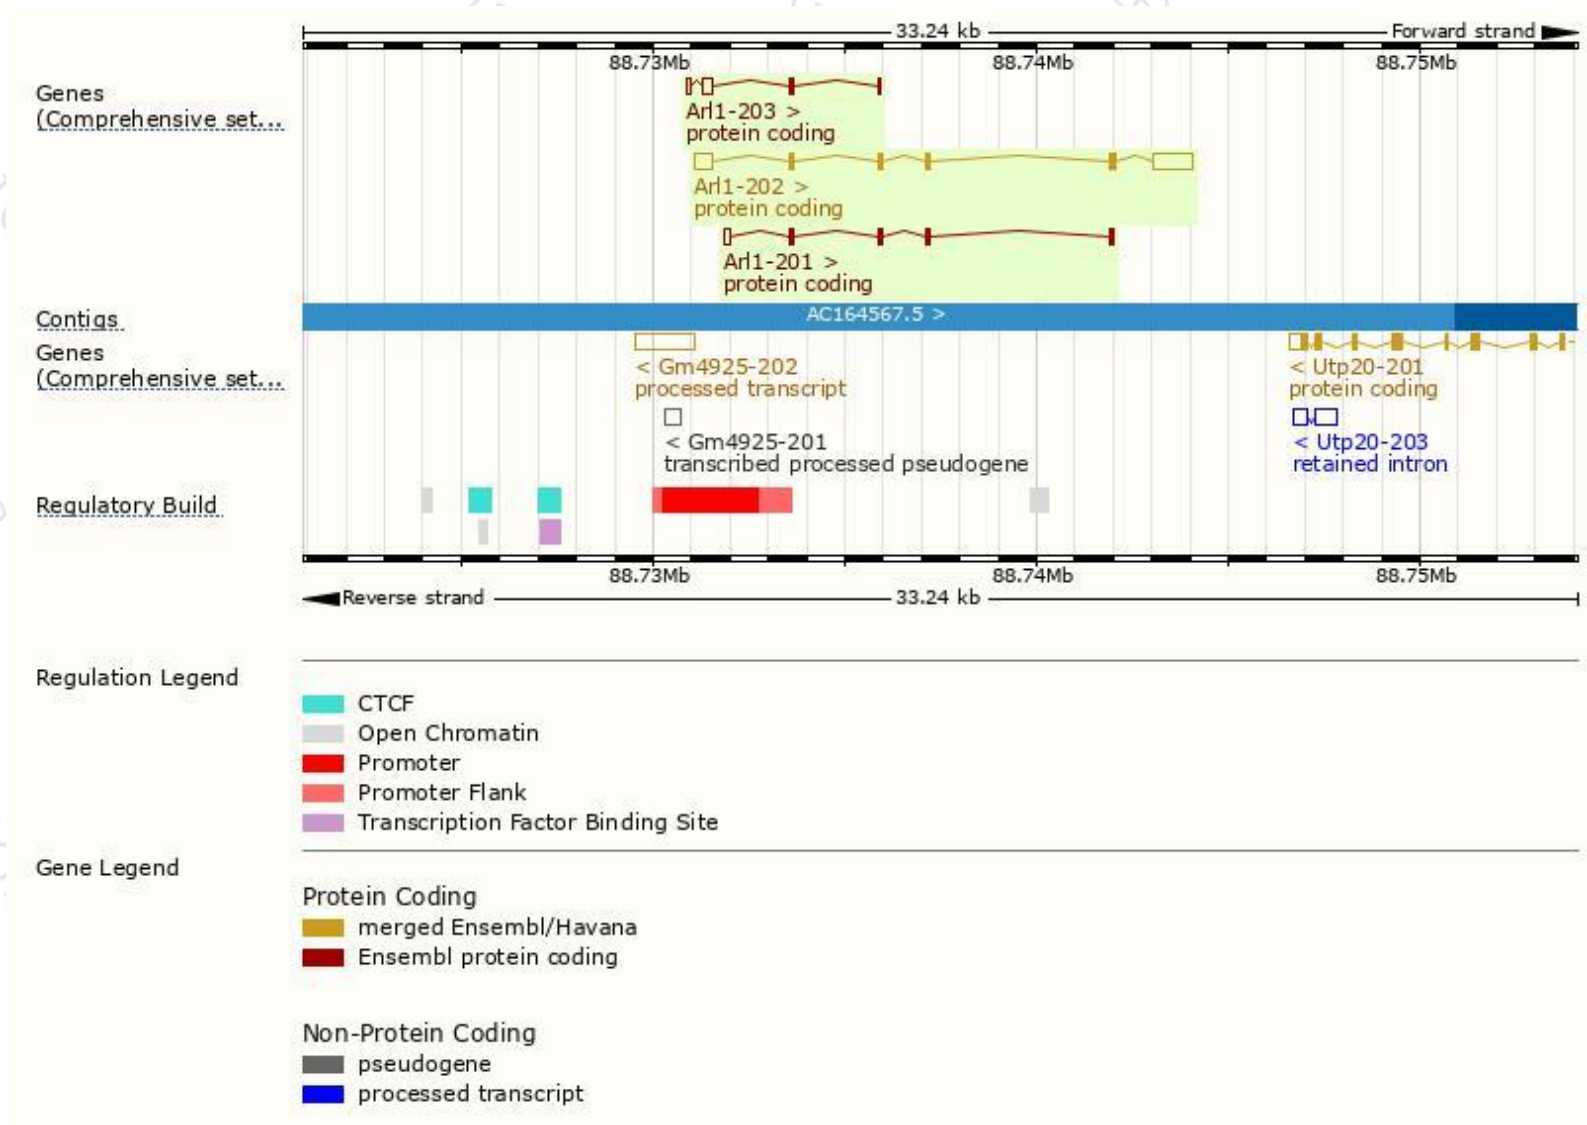 33.24 kb
Forward strand
88.73Mb 88.74Mb 88.75Mb
Genes
(Comprehensive set...
Arl1-203 >
protein coding
Arl1-202 >
protein coding
Arl1-201 >
protein coding
Contigs
AC164567.5 >
Genes
(Comprehensive set...
< Gm4925-202
processed transcript
< Utp20-201
protein coding
< Gm4925-201
transcribed processed pseudogene
< Utp20-203
retained intron
Regulatory Build
88.73Mb 88.74Mb 88.75Mb
Reverse strand
33.24 kb
Regulation Legend
CTCF
Open Chromatin
Promoter
Promoter Flank
Transcription Factor Binding Site
Gene Legend
Protein Coding
merged Ensembl/Havana
Ensembl protein coding
Non-Protein Coding
pseudogene
processed transcript